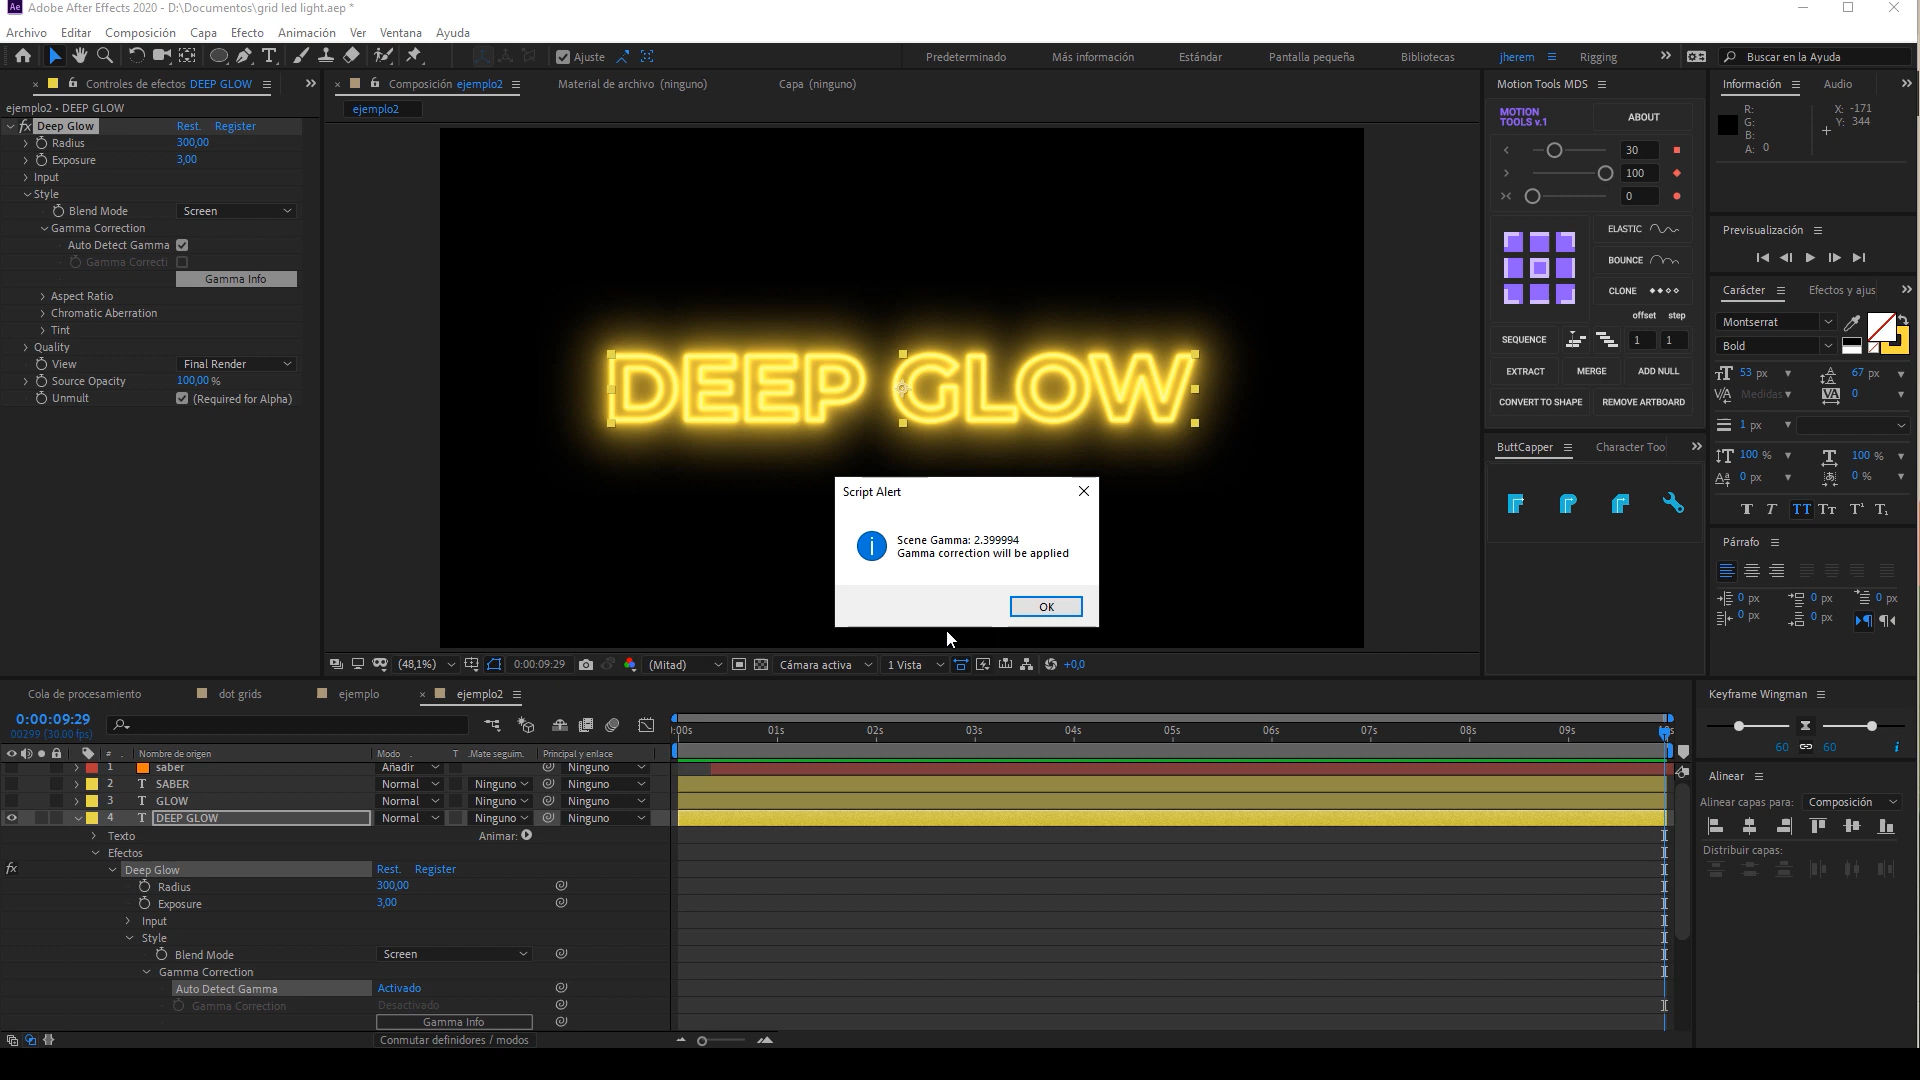 Adobe After Effects 2020 - D:\Documentos\grid led light.aep *
Archivo Editar Composición Capa Efecto Animación Ver Ventana Ayuda
Ajuste Predeterminado Más información Estándar Pantalla pequeña Bibliotecas jherem Rigging Buscar en la Ayuda
Controles de efectos DEEP GLOW
ejemplo2 • DEEP GLOW
fx Deep Glow Rest. Register
Radius 300,00
Exposure 3,00
Input
Style
Blend Mode Screen
Gamma Correction
Auto Detect Gamma
Gamma Correcti
Gamma Info
Aspect Ratio
Chromatic Aberration
Tint
Quality
View Final Render
Source Opacity 100,00 %
Unmult (Required for Alpha)
Composición ejemplo2 Material de archivo (ninguno) Capa (ninguno)
ejemplo2
DEEP GLOW
Script Alert
Scene Gamma: 2.399994
Gamma correction will be applied
OK
(48,1%) 0:00:09:29 (Mitad) Cámara activa 1 Vista +0,0
Motion Tools MDS
MOTION
TOOLS v.1
ABOUT
30
100
0
ELASTIC
BOUNCE
CLONE
offset step
SEQUENCE 1 1
EXTRACT MERGE ADD NULL
CONVERT TO SHAPE REMOVE ARTBOARD
ButtCapper Character Too
Información Audio
R: X: -171
G: Y: 344
B:
A: 0
Previsualización
Carácter Efectos y ajus
Montserrat
Bold
53 px 67 px
Medidas 0
1 px
100 % 100 %
0 px 0 %
Párrafo
0 px 0 px 0 px
0 px 0 px
Cola de procesamiento dot grids ejemplo ejemplo2
0:00:09:29
00299 (30.00 fps)
:00s 01s 02s 03s 04s 05s 06s 07s 08s 09s
# Nombre de origen Modo T .Mate seguim. Principal y enlace
1 saber Añadir Ninguno
2 T SABER Normal Ninguno Ninguno
3 T GLOW Normal Ninguno Ninguno
4 T DEEP GLOW Normal Ninguno Ninguno
Texto Animar:
Efectos
fx Deep Glow Rest. Register
Radius 300,00
Exposure 3,00
Input
Style
Blend Mode Screen
Gamma Correction
Auto Detect Gamma Activado
Gamma Correction Desactivado
Gamma Info
Conmutar definidores / modos
Keyframe Wingman
60 60
Alinear
Alinear capas para: Composición
Distribuir capas: